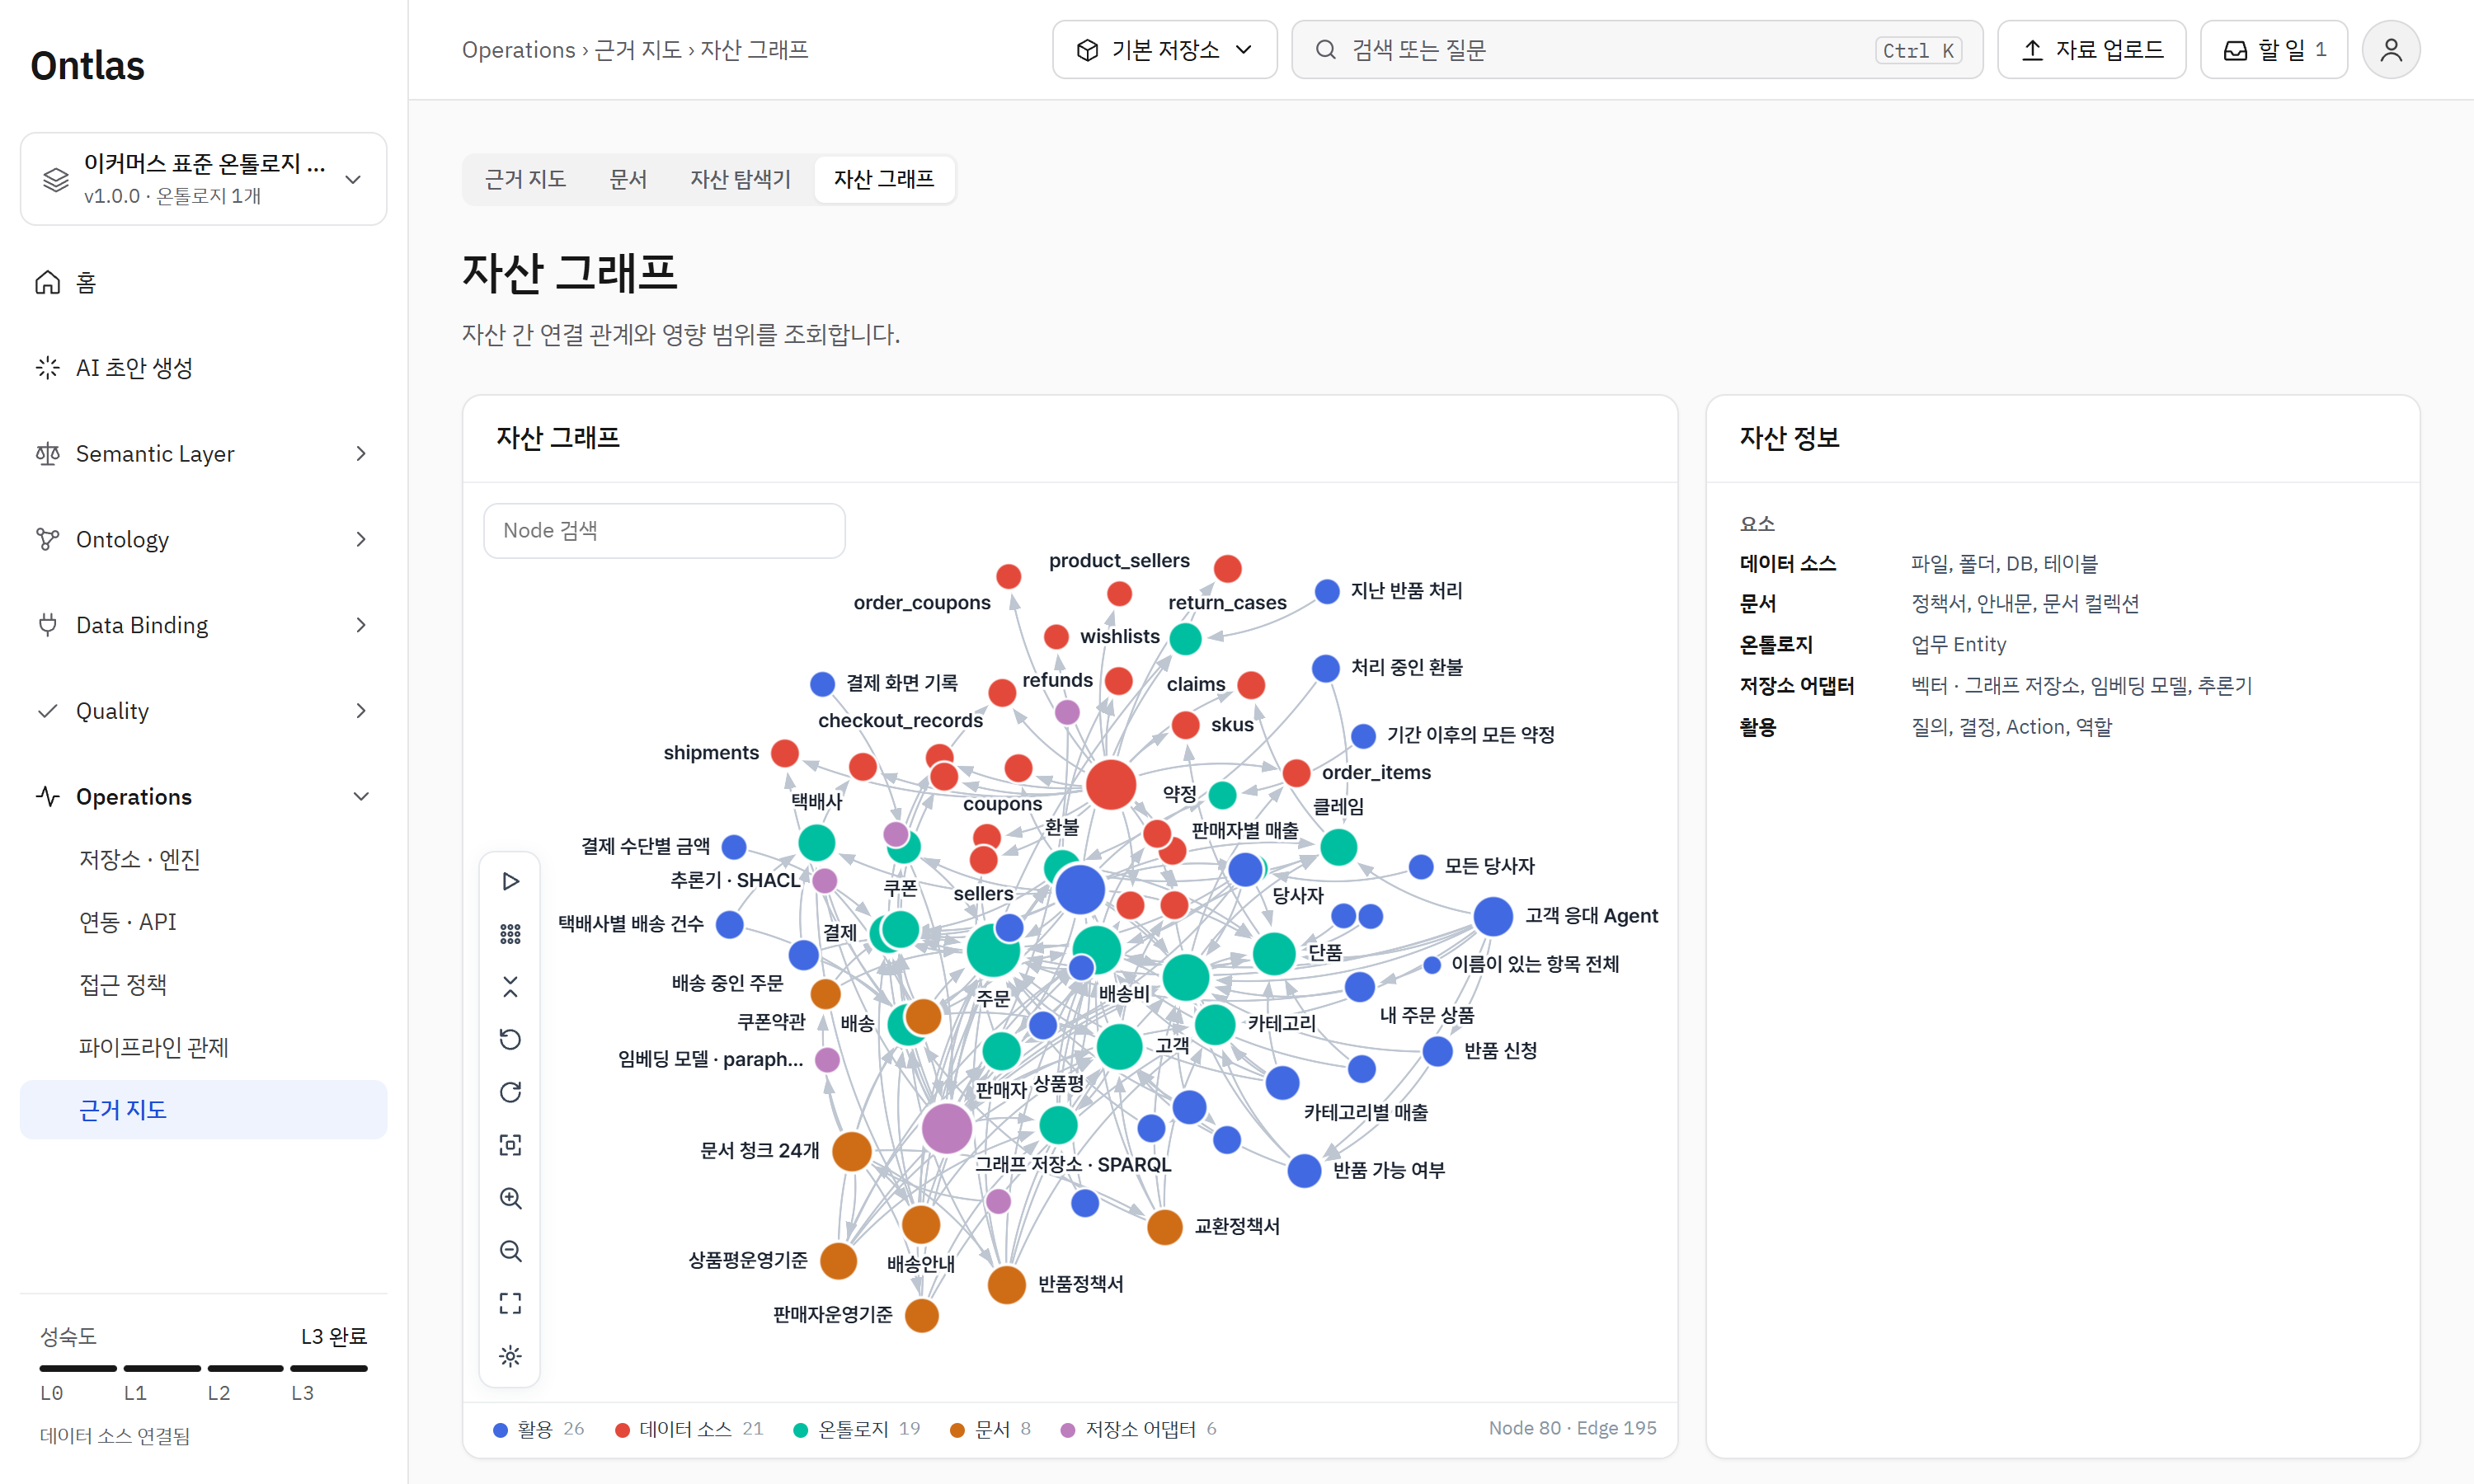 Ontlas
이커머스 표준 온톨로지 ...
v1.0.0 · 온톨로지 1개
홈
AI 초안 생성
Semantic Layer
Ontology
Data Binding
Quality
Operations
저장소 · 엔진
연동 · API
접근 정책
파이프라인 관제
근거 지도
성숙도
L3 완료
L0
L1
L2
L3
데이터 소스 연결됨
Operations › 근거 지도 › 자산 그래프
기본 저장소
검색 또는 질문
Ctrl K
자료 업로드
할 일 1
근거 지도
문서
자산 탐색기
자산 그래프
자산 그래프
자산 간 연결 관계와 영향 범위를 조회합니다.
자산 그래프
Node 검색
product_sellers
order_coupons
return_cases
지난 반품 처리
wishlists
결제 화면 기록
refunds
claims
처리 중인 환불
checkout_records
skus
기간 이후의 모든 약정
shipments
order_items
택배사
coupons
약정
클레임
환불
판매자별 매출
결제 수단별 금액
모든 당사자
추론기 · SHACL
쿠폰
sellers
당사자
택배사별 배송 건수
결제
고객 응대 Agent
단품
이름이 있는 항목 전체
배송 중인 주문
주문
배송비
쿠폰약관
배송
카테고리
내 주문 상품
임베딩 모델 · paraph...
고객
반품 신청
판매자
상품평
카테고리별 매출
문서 청크 24개
그래프 저장소 · SPARQL
반품 가능 여부
상품평운영기준
배송안내
교환정책서
반품정책서
판매자운영기준
활용 26
데이터 소스 21
온톨로지 19
문서 8
저장소 어댑터 6
Node 80 · Edge 195
자산 정보
요소
데이터 소스 파일, 폴더, DB, 테이블
문서 정책서, 안내문, 문서 컬렉션
온톨로지 업무 Entity
저장소 어댑터 벡터 · 그래프 저장소, 임베딩 모델, 추론기
활용 질의, 결정, Action, 역할